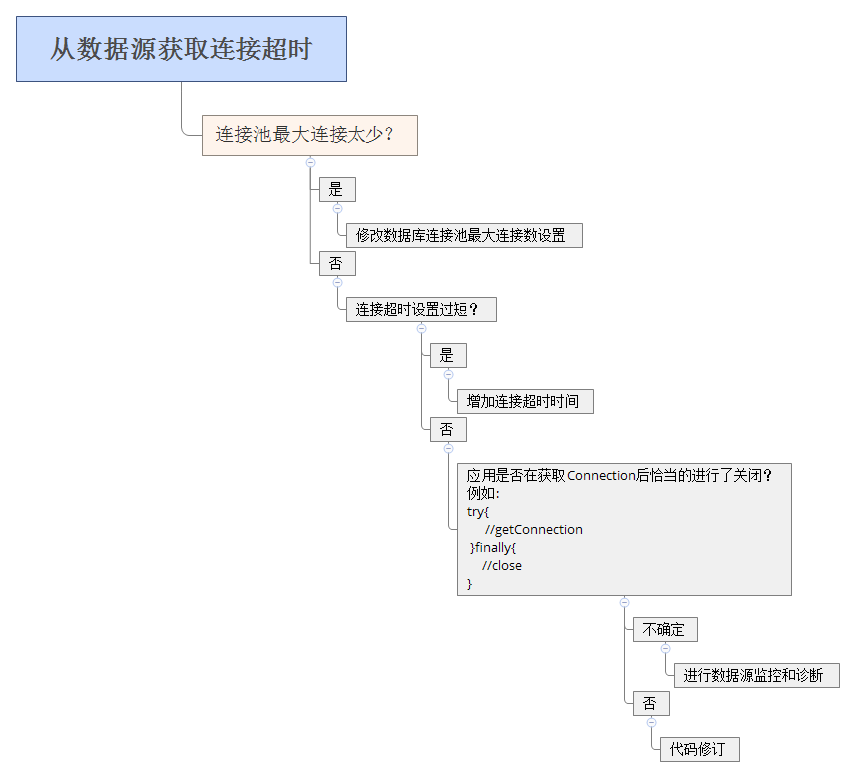 从数据源获取连接超时
连接池最大连接太少？
是
修改数据库连接池最大连接数设置
否
连接超时设置过短？
是
增加连接超时时间
否
应用是否在获取Connection后恰当的进行了关闭？
例如：
try{
//getConnection
}finally{
//close
}
不确定
进行数据源监控和诊断
否
代码修订